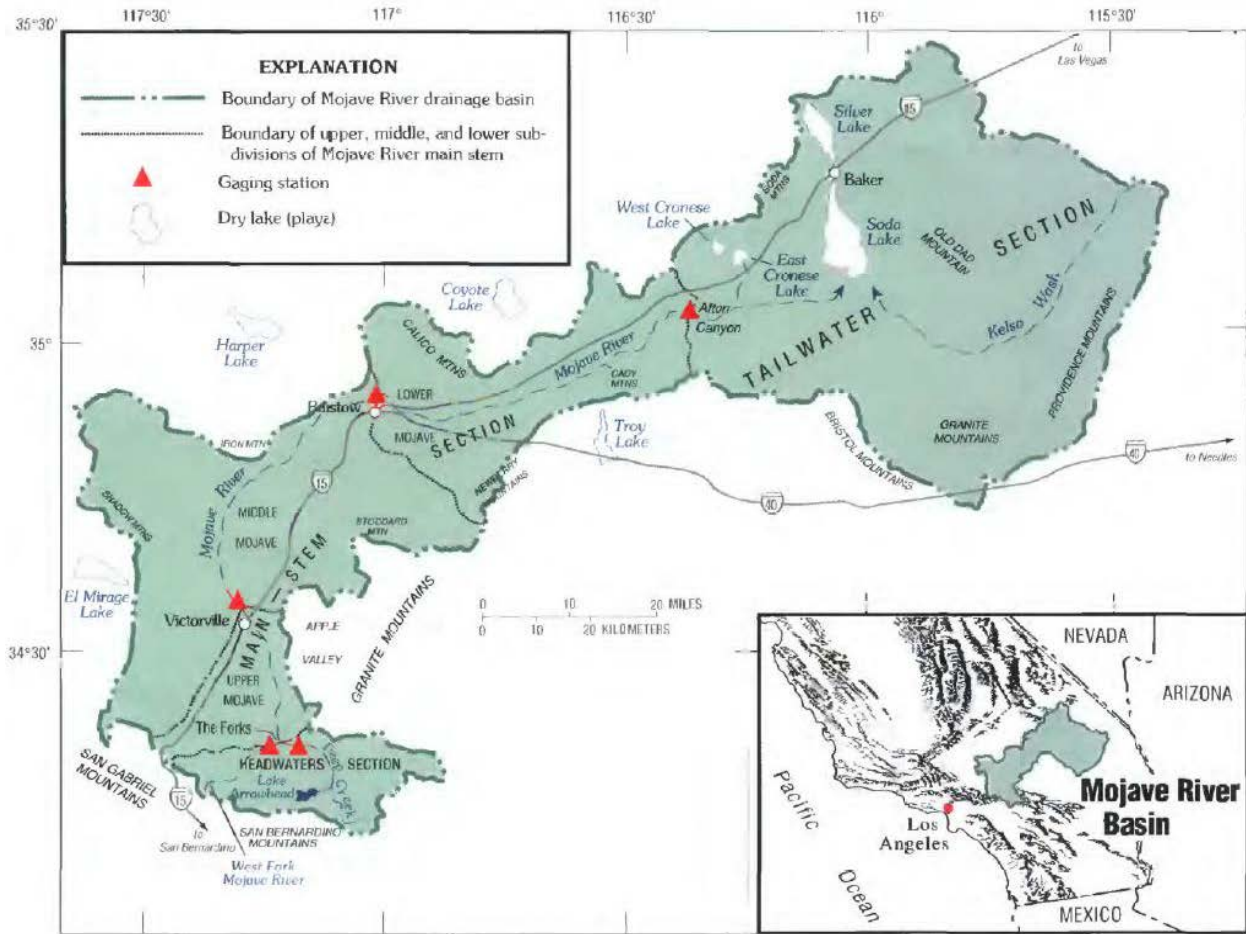 117°30'
117°
116°30'
116°
115°30'
35°30'
EXPLANATION
Boundary of Mojave River drainage basin
Boundary of upper, middle, and lower sub-
divisions of Mojave River main stem
Gaging station
Dry lake (playa)
to
Las Vegas
15
Silver
Lake
Baker
SODA
MTNS
West Cronese
Lake
Soda
Lake
OLD DAD
MOUNTAIN
SECTION
East
Cronese
Lake
Kelso Wash
PROVIDENCE MOUNTAINS
Coyote
Lake
Afton
Canyon
TAILWATER
Harper
Lake
35°
CALICO MTNS
Mojave River
CADY
MTNS
LOWER
Barstow
MOJAVE
SECTION
Troy
Lake
BRISTOL MOUNTAINS
GRANITE
MOUNTAINS
40
to Needles
IRON MTN
NEWBERRY
MOUNTAINS
40
15
SHADOW MTNS
Mojave River
MIDDLE
MOJAVE
STODDARD
MTN
STEM
El Mirage
Lake
Victorville
MAIN
APPLE
VALLEY
GRANITE MOUNTAINS
0 10 20 MILES
0 10 20 KILOMETERS
34°30'
UPPER
MOJAVE
The Forks
HEADWATERS SECTION
Lake
Arrowhead
Deep Creek
SAN GABRIEL
MOUNTAINS
15
to
San Bernardino
SAN BERNARDINO
MOUNTAINS
West Fork
Mojave River
NEVADA
ARIZONA
Pacific
Ocean
Los
Angeles
Mojave River
Basin
MEXICO